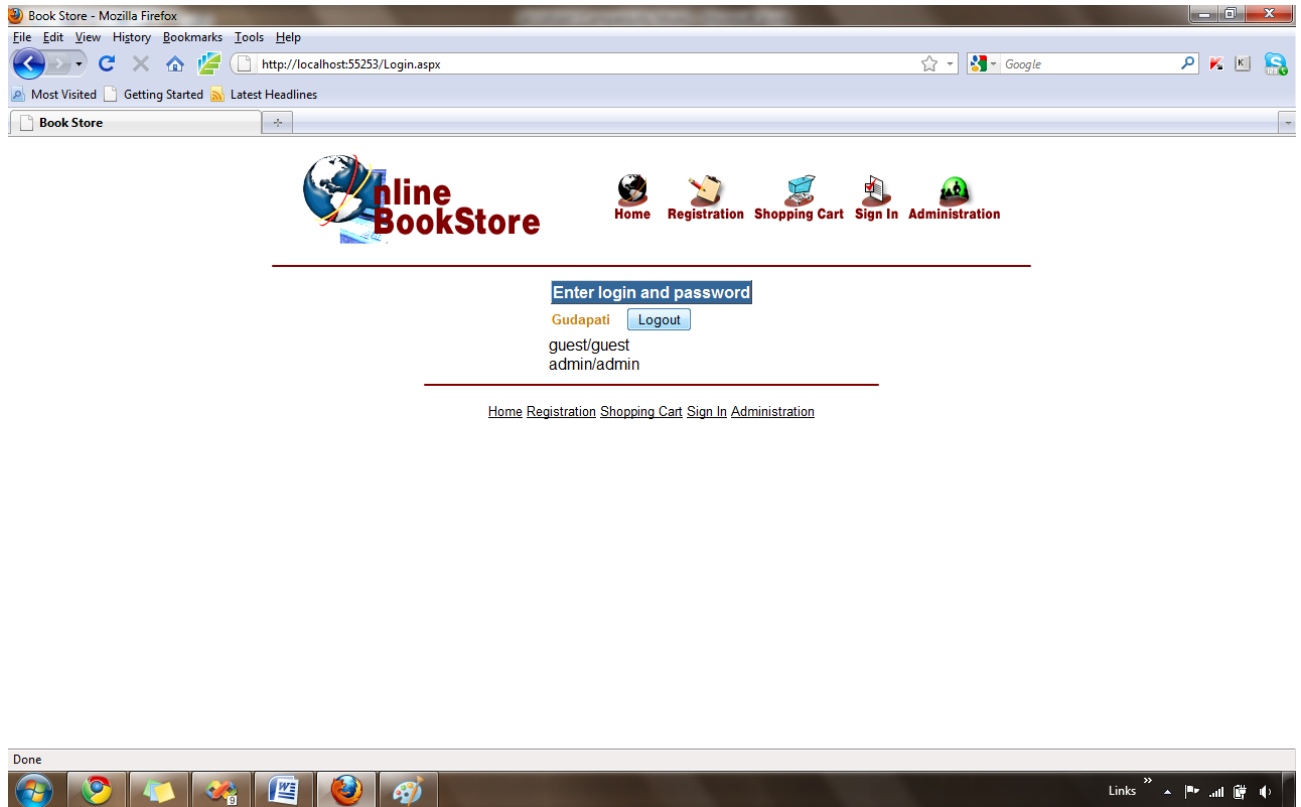 Book Store - Mozilla Firefox
File Edit View History Bookmarks Tools Help
http://localhost:55253/Login.aspx
Google
Most Visited Getting Started Latest Headlines
Book Store
nline
BookStore
Home Registration Shopping Cart Sign In Administration
Enter login and password
Gudapati Logout
guest/guest
admin/admin
Home Registration Shopping Cart Sign In Administration
Done
9
Links